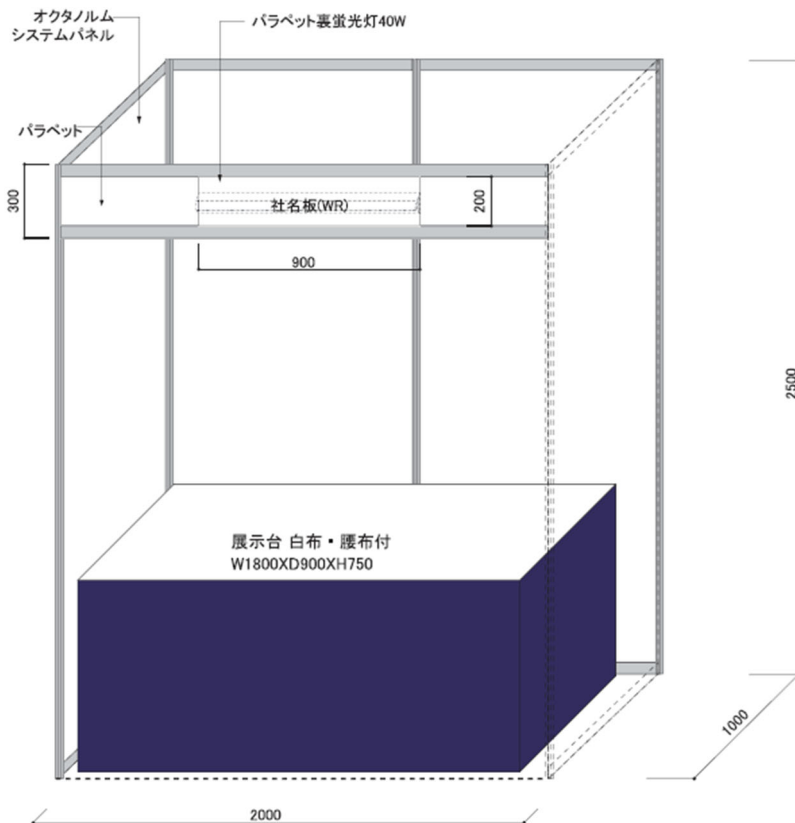 オクタノルム
システムパネル
パラペット裏蛍光灯40W
パラペット
300
社名板(WR)
200
900
2500
展示台 白布・腰布付
W1800XD900XH750
1000
2000